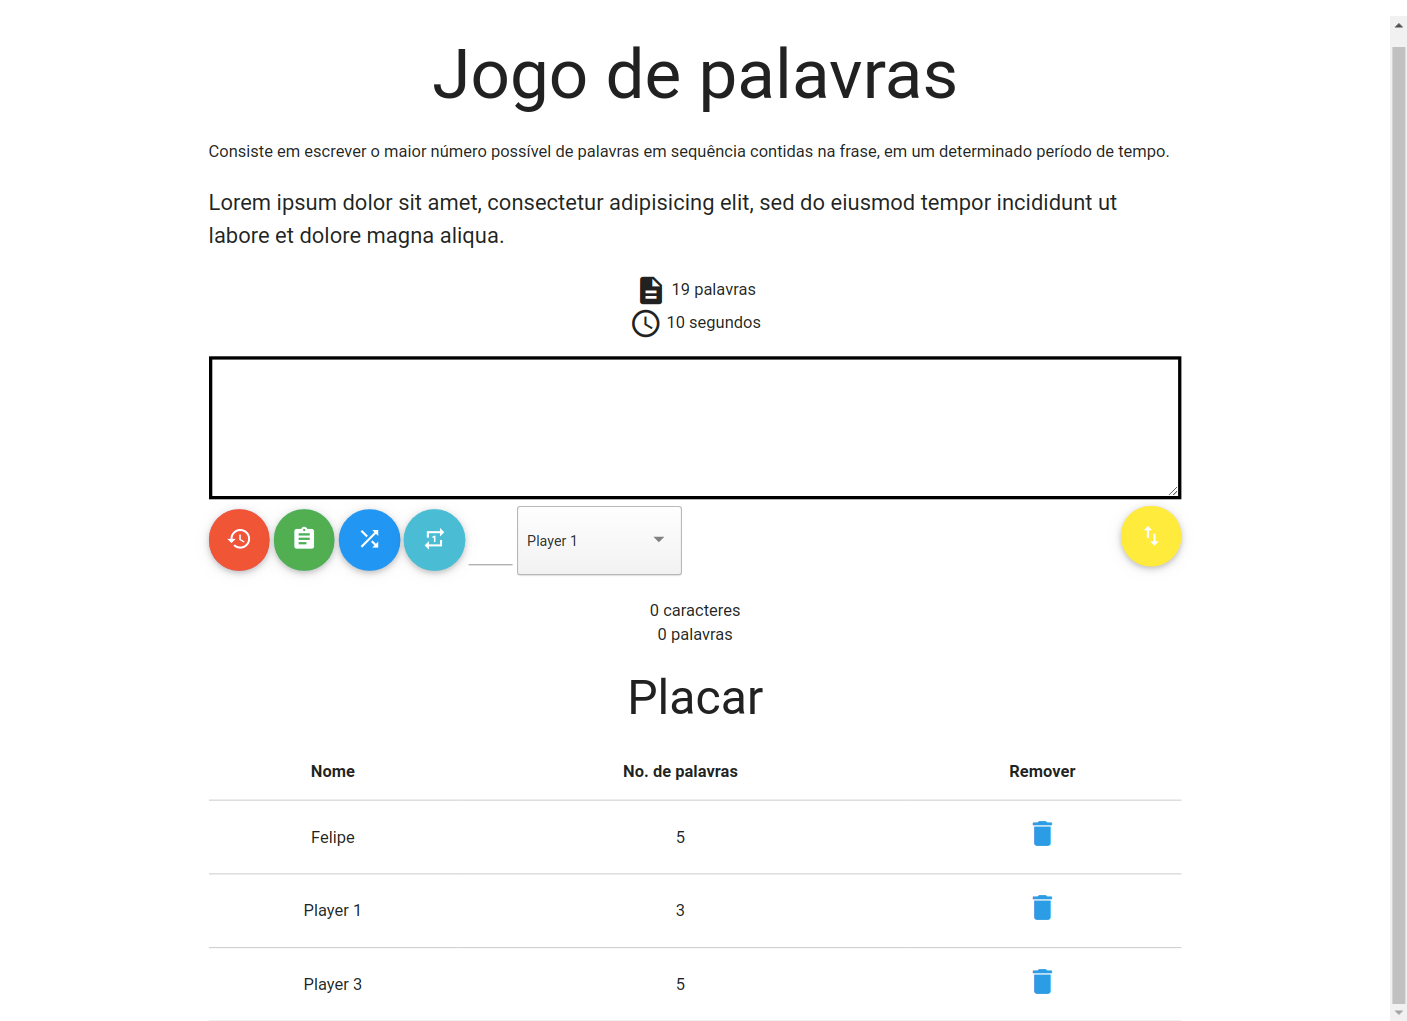 Jogo de palavras
Consiste em escrever o maior número possível de palavras em sequência contidas na frase, em um determinado período de tempo.
Lorem ipsum dolor sit amet, consectetur adipisicing elit, sed do eiusmod tempor incididunt ut
labore et dolore magna aliqua.
19 palavras
10 segundos
Player 1
0 caracteres
0 palavras
Placar
Nome No. de palavras Remover
Felipe 5
Player 1 3
Player 3 5